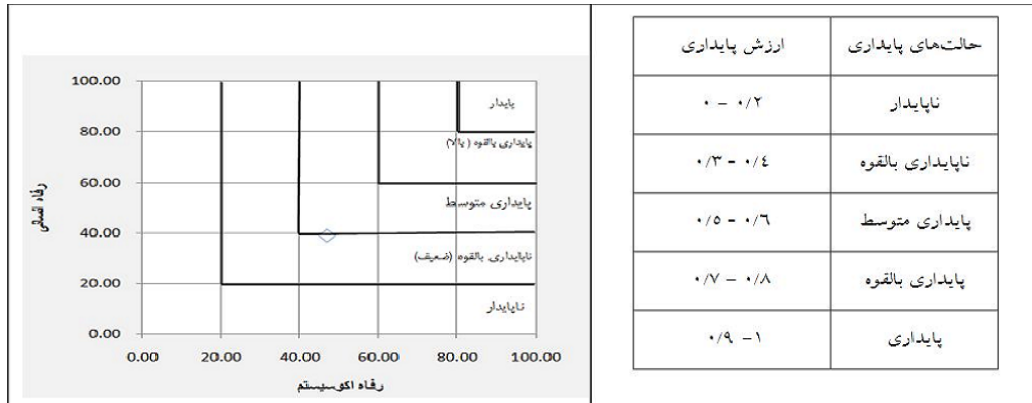 حالت‌های پایداری ارزش پایداری
ناپایدار ۰ – ۰/۲
ناپایداری بالقوه ۰/۳ - ۰/٤
پایداری متوسط ۰/٥ - ۰/٦
پایداری بالقوه ۰/۷ – ۰/۸
پایداری ۰/۹ -۱
100.00
80.00
60.00
40.00
20.00
0.00
رفاه انسانی
پایدار
پایداری بالقوه (بالا)
پایداری متوسط
ناپایداری بالقوه (ضعیف)
ناپایدار
0.00 20.00 40.00 60.00 80.00 100.00
رفاه اکوسیستم